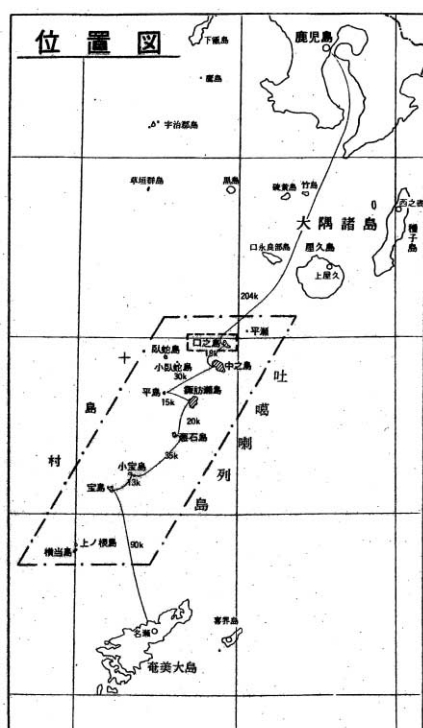 位置図
下甑島
鹿児島
鷹島
宇治群島
草垣群島
黒島
硫黄島
竹島
大隅諸島
西之表
種子島
口永良部島
屋久島
上屋久
204k
平瀬
口之島
18k
臥蛇島
小臥蛇島
中之島
30k
平島
諏訪瀬島
15k
20k
悪石島
35k
小宝島
13k
宝島
十島村
吐噶喇列島
上ノ根島
横当島
90k
名瀬
喜界島
奄美大島